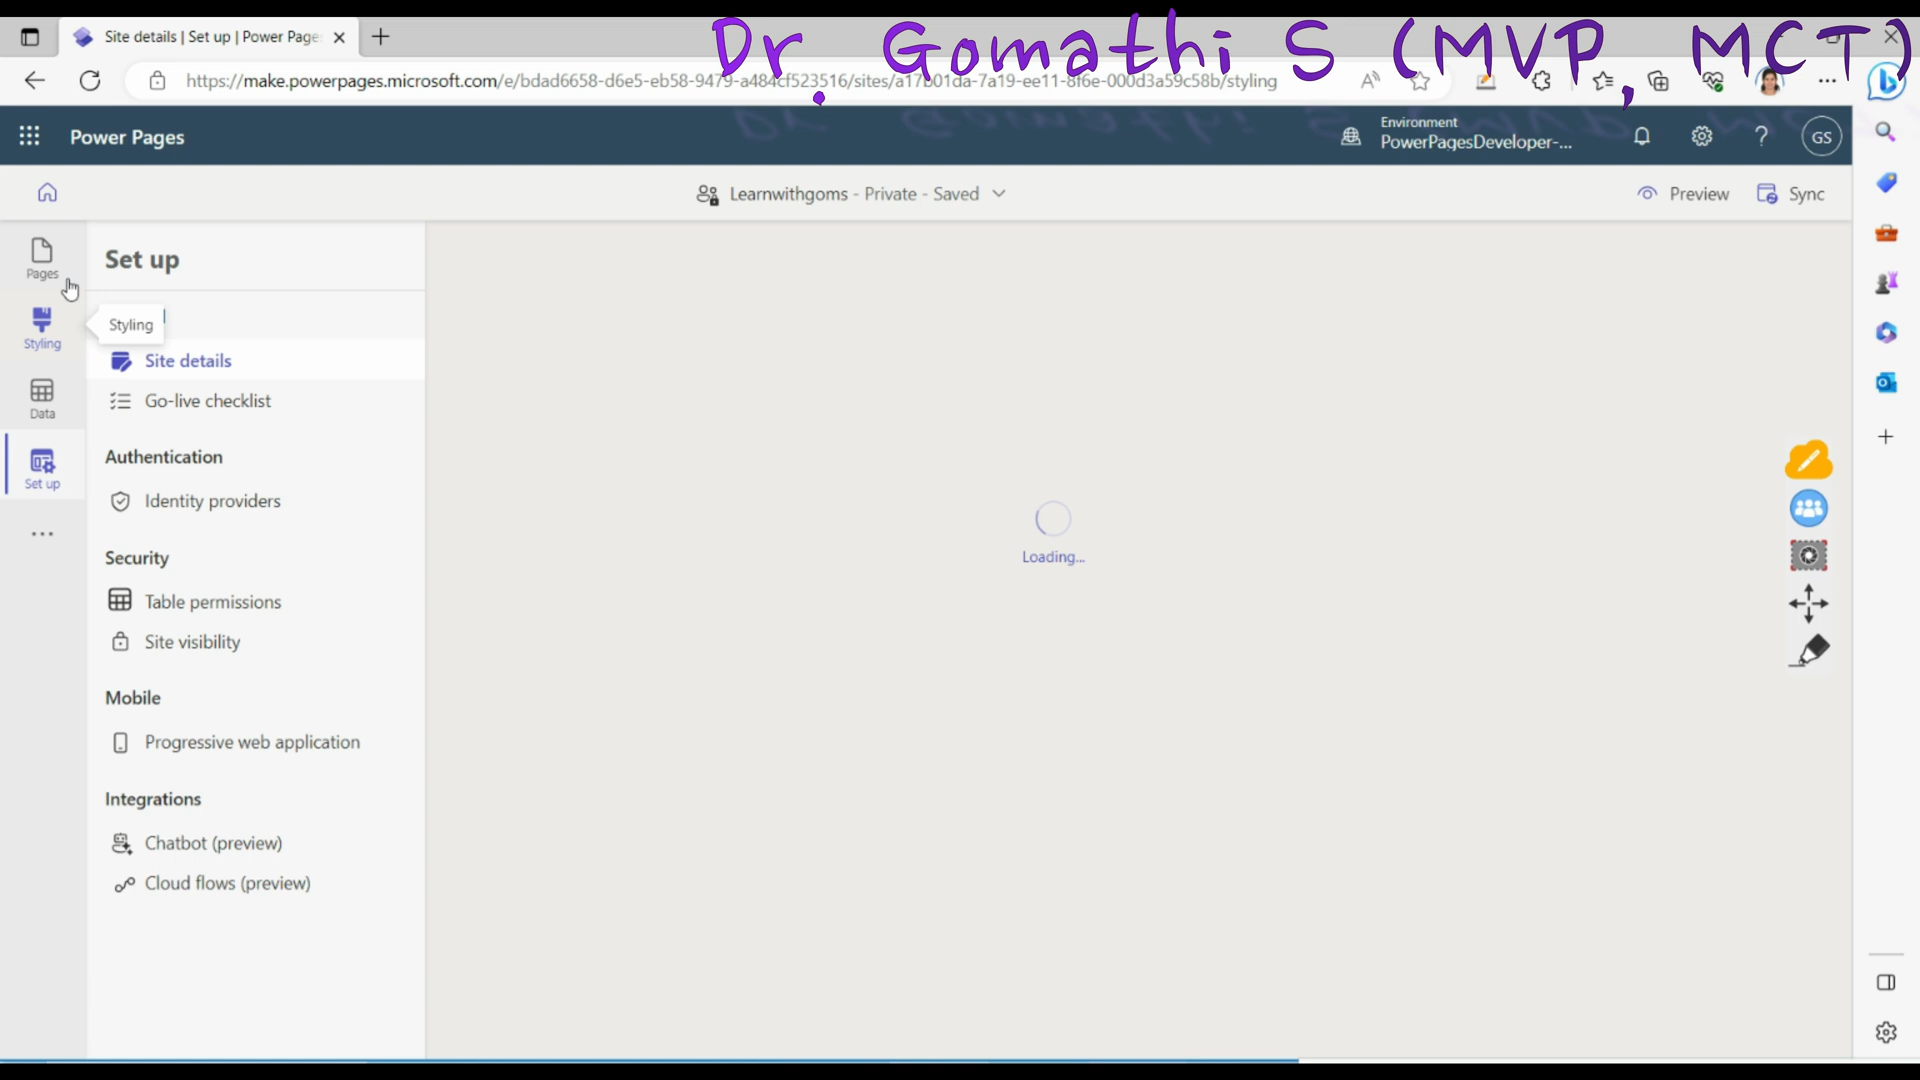 Dr. Gomathi S (MVP, MCT)
Site details | Set up | Power Page
https://make.powerpages.microsoft.com/e/bdad6658-d6e5-eb58-9479-a484cf523516/sites/a17b01da-7a19-ee11-8f6e-000d3a59c58b/styling
Power Pages
Environment
PowerPagesDeveloper-...
GS
Learnwithgoms - Private - Saved
Preview
Sync
Pages
Styling
Data
Set up
Set up
Styling
Site details
Go-live checklist
Authentication
Identity providers
Security
Table permissions
Site visibility
Mobile
Progressive web application
Integrations
Chatbot (preview)
Cloud flows (preview)
Loading...